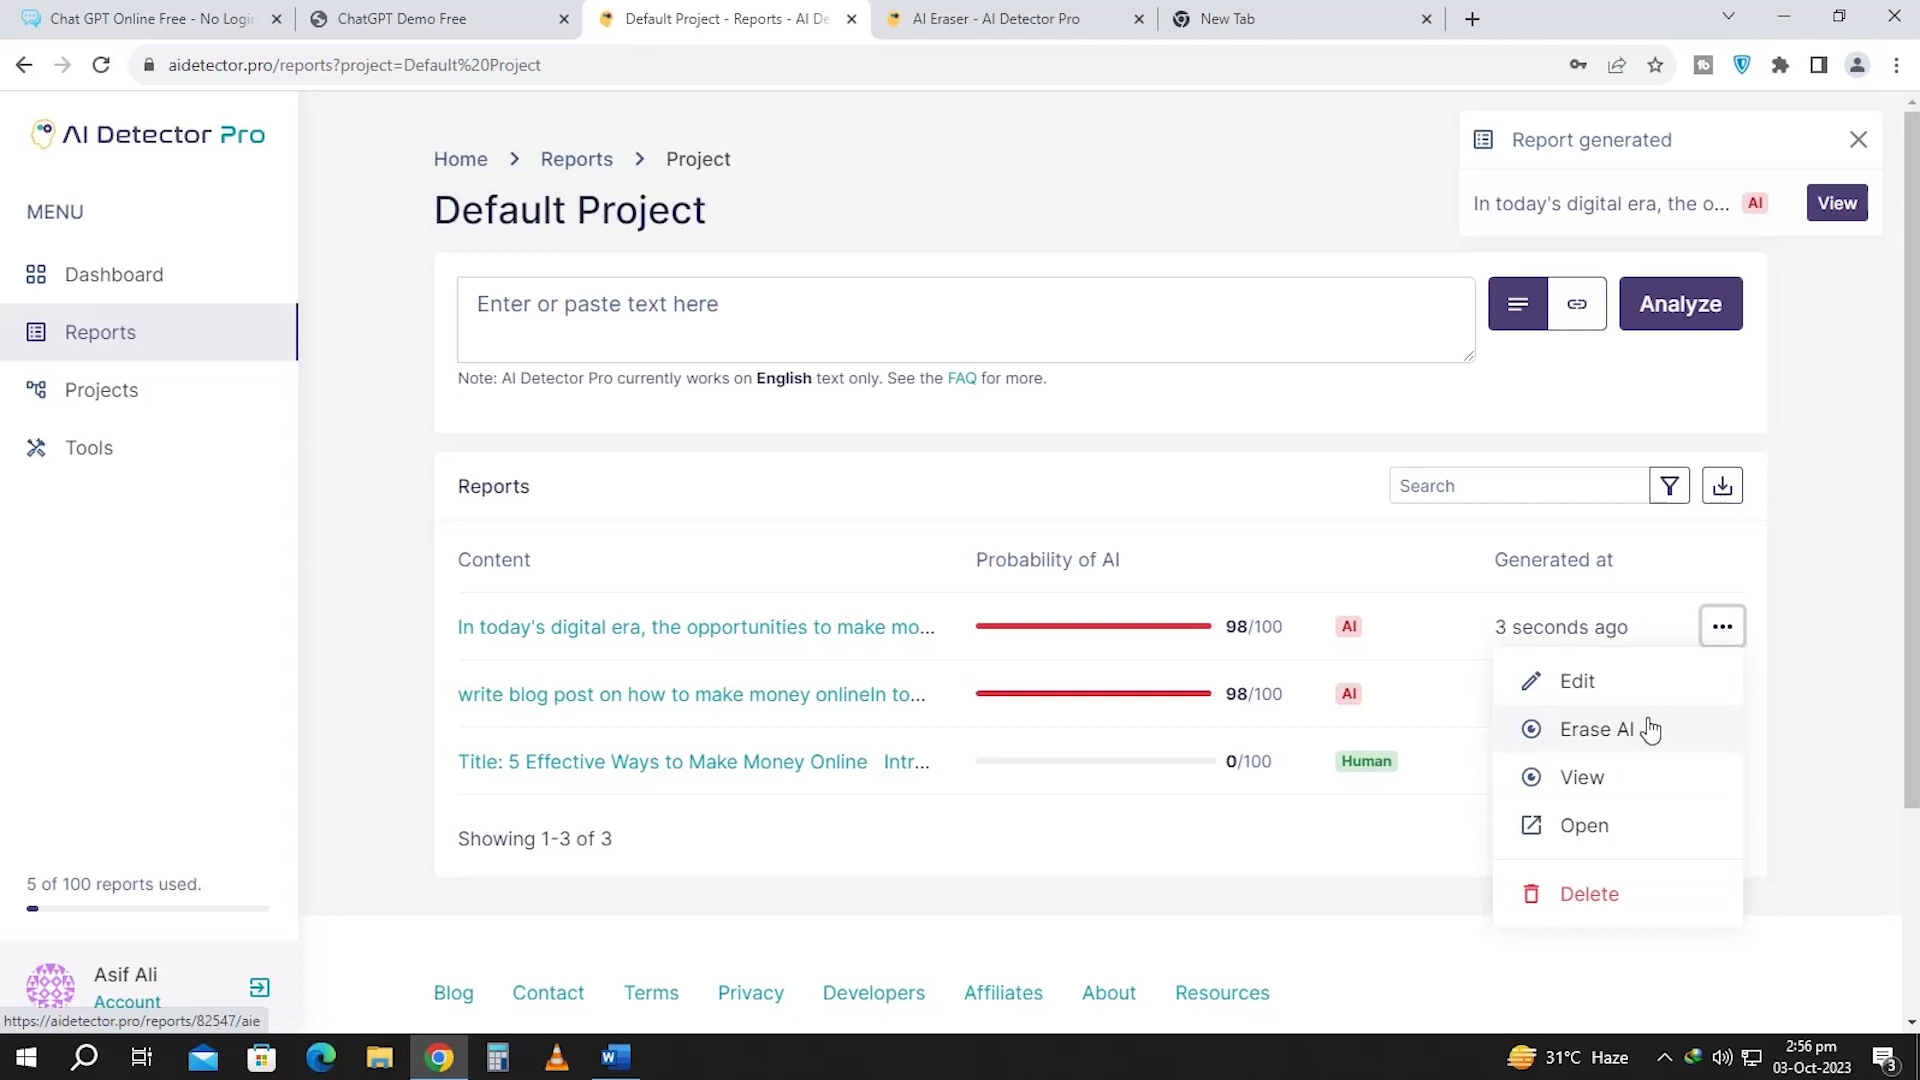 Chat GPT Online Free - No Logi
ChatGPT Demo Free
Default Project - Reports - AI De
AI Eraser - AI Detector Pro
New Tab
aidetector.pro/reports?project=Default%20Project
AI Detector Pro
MENU
Dashboard
Reports
Projects
Tools
5 of 100 reports used.
Asif Ali
Account
https://aidetector.pro/reports/82547/aie
Home > Reports > Project
Default Project
Report generated
In today's digital era, the o... AI View
Enter or paste text here
Analyze
Note: AI Detector Pro currently works on English text only. See the FAQ for more.
Reports
Search
Content Probability of AI Generated at
In today's digital era, the opportunities to make mo... 98/100 AI 3 seconds ago
write blog post on how to make money onlineIn to... 98/100 AI
Title: 5 Effective Ways to Make Money Online Intr... 0/100 Human
Edit
Erase AI
View
Open
Delete
Showing 1-3 of 3
Blog Contact Terms Privacy Developers Affiliates About Resources
31°C Haze
2:56 pm
03-Oct-2023
3